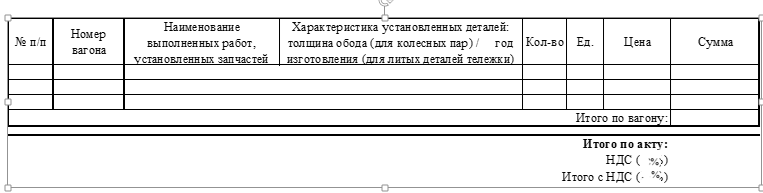 № п/п
Номер
вагона
Наименование
выполненных работ,
установленных запчастей
Характеристика установленных деталей:
толщина обода (для колесных пар) / год
изготовления (для литых деталей тележки)
Кол-во
Ед.
Цена
Сумма
Итого по вагону:
Итого по акту:
НДС ( %)
Итого с НДС ( %)